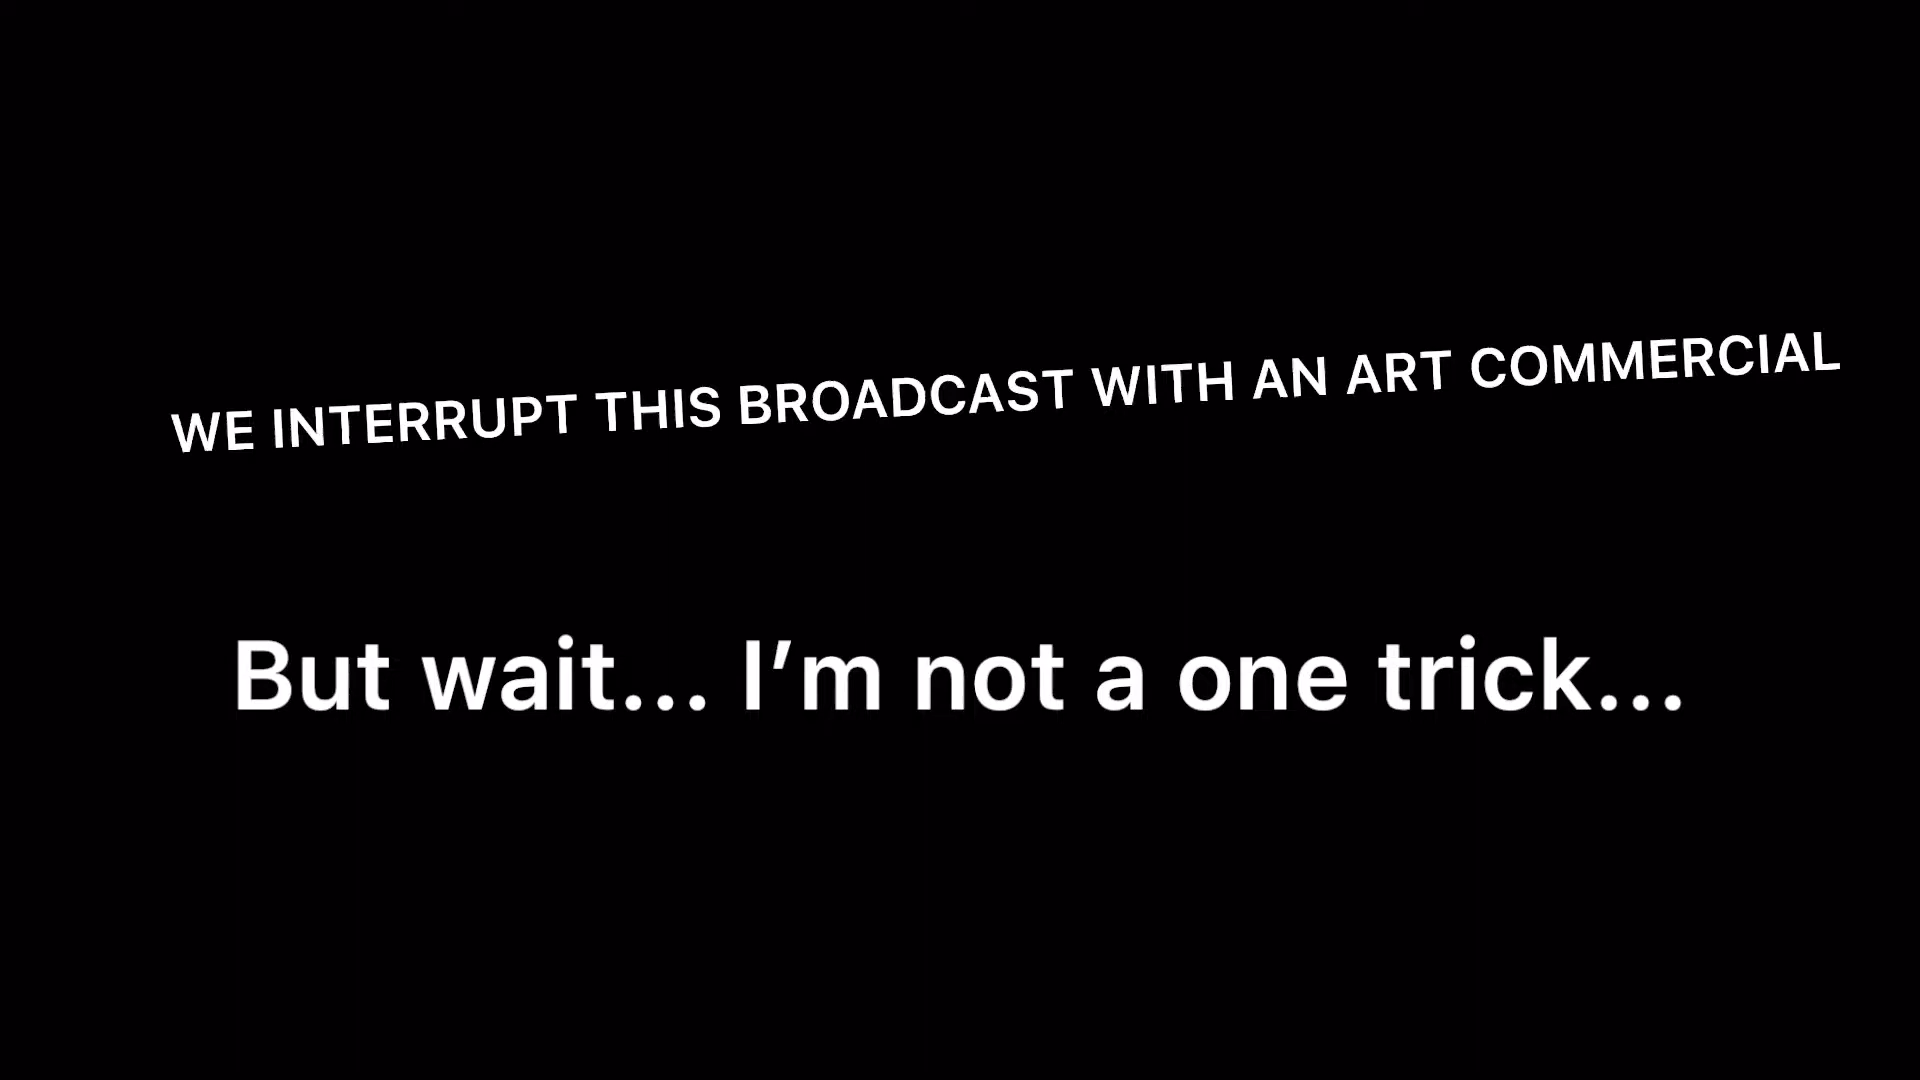 WE INTERRUPT THIS BROADCAST WITH AN ART COMMERCIAL
But wait... I’m not a one trick...